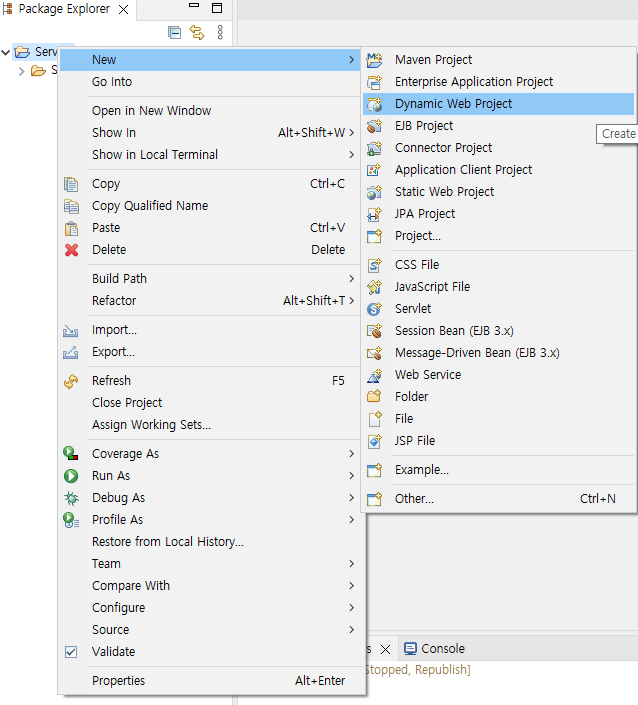 Package Explorer
Serv
S
New
Go Into
Open in New Window
Show In Alt+Shift+W
Show in Local Terminal
Copy Ctrl+C
Copy Qualified Name
Paste Ctrl+V
Delete Delete
Build Path
Refactor Alt+Shift+T
Import...
Export...
Refresh F5
Close Project
Assign Working Sets...
Coverage As
Run As
Debug As
Profile As
Restore from Local History...
Team
Compare With
Configure
Source
Validate
Properties Alt+Enter
Maven Project
Enterprise Application Project
Dynamic Web Project
EJB Project
Create
Connector Project
Application Client Project
Static Web Project
JPA Project
Project...
CSS File
JavaScript File
Servlet
Session Bean (EJB 3.x)
Message-Driven Bean (EJB 3.x)
Web Service
Folder
File
JSP File
Example...
Other... Ctrl+N
s
Console
Stopped, Republish]